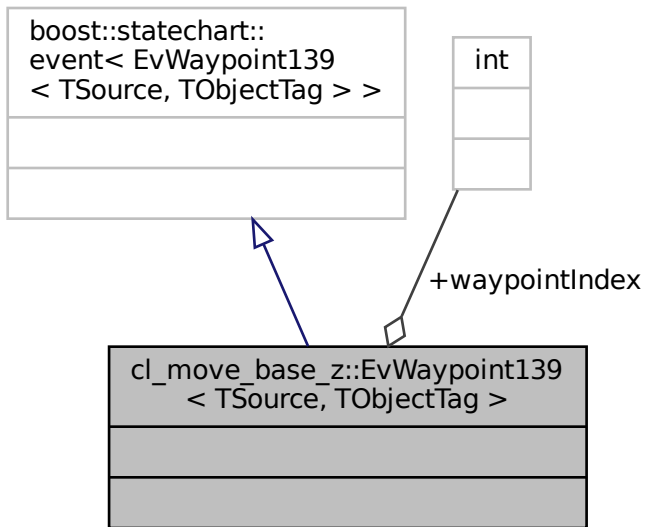 boost::statechart::
event< EvWaypoint139
< TSource, TObjectTag > >
int
+waypointIndex
cl_move_base_z::EvWaypoint139
< TSource, TObjectTag >